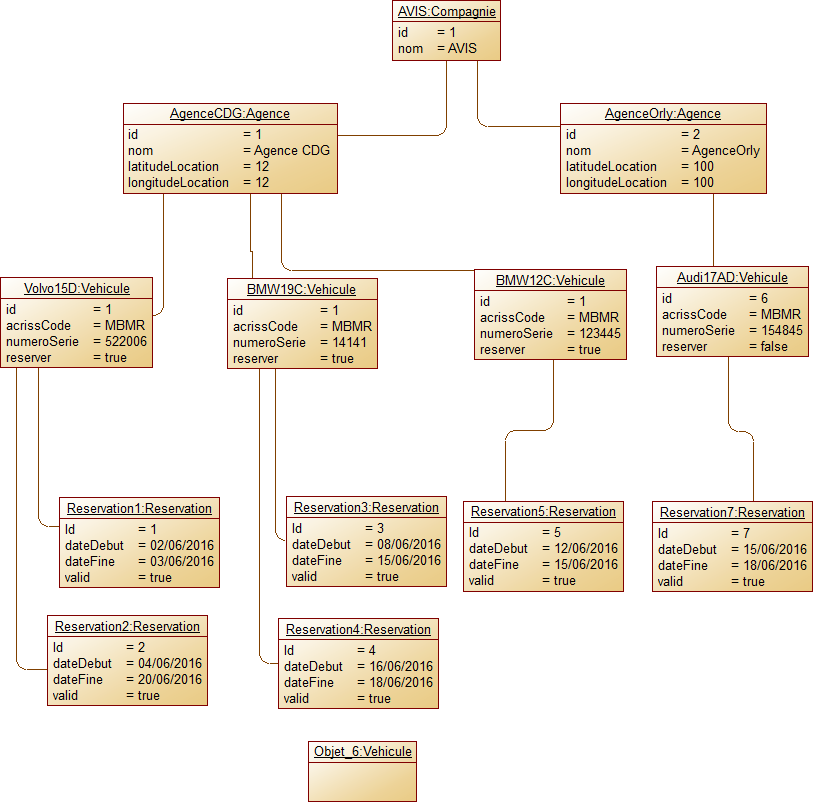 AVIS:Compagnie
id = 1
nom = AVIS
AgenceCDG:Agence
id = 1
nom = Agence CDG
latitudeLocation = 12
longitudeLocation = 12
AgenceOrly:Agence
id = 2
nom = AgenceOrly
latitudeLocation = 100
longitudeLocation = 100
Volvo15D:Vehicule
id = 1
acrissCode = MBMR
numeroSerie = 522006
reserver = true
BMW19C:Vehicule
id = 1
acrissCode = MBMR
numeroSerie = 14141
reserver = true
BMW12C:Vehicule
id = 1
acrissCode = MBMR
numeroSerie = 123445
reserver = true
Audi17AD:Vehicule
id = 6
acrissCode = MBMR
numeroSerie = 154845
reserver = false
Reservation1:Reservation
Id = 1
dateDebut = 02/06/2016
dateFine = 03/06/2016
valid = true
Reservation3:Reservation
Id = 3
dateDebut = 08/06/2016
dateFine = 15/06/2016
valid = true
Reservation5:Reservation
Id = 5
dateDebut = 12/06/2016
dateFine = 15/06/2016
valid = true
Reservation7:Reservation
Id = 7
dateDebut = 15/06/2016
dateFine = 18/06/2016
valid = true
Reservation2:Reservation
Id = 2
dateDebut = 04/06/2016
dateFine = 20/06/2016
valid = true
Reservation4:Reservation
Id = 4
dateDebut = 16/06/2016
dateFine = 18/06/2016
valid = true
Objet_6:Vehicule